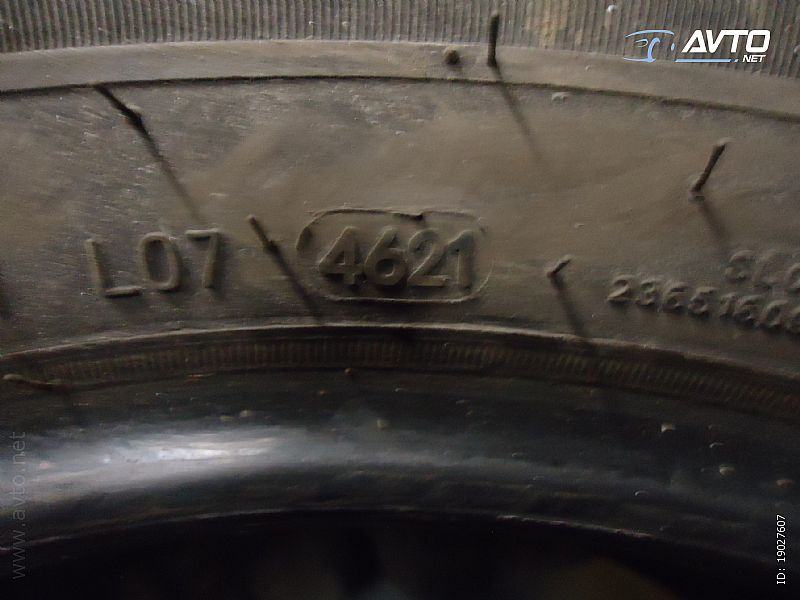 AVTO
.NET
L07 4621
www.avto.net
ID: 19027607